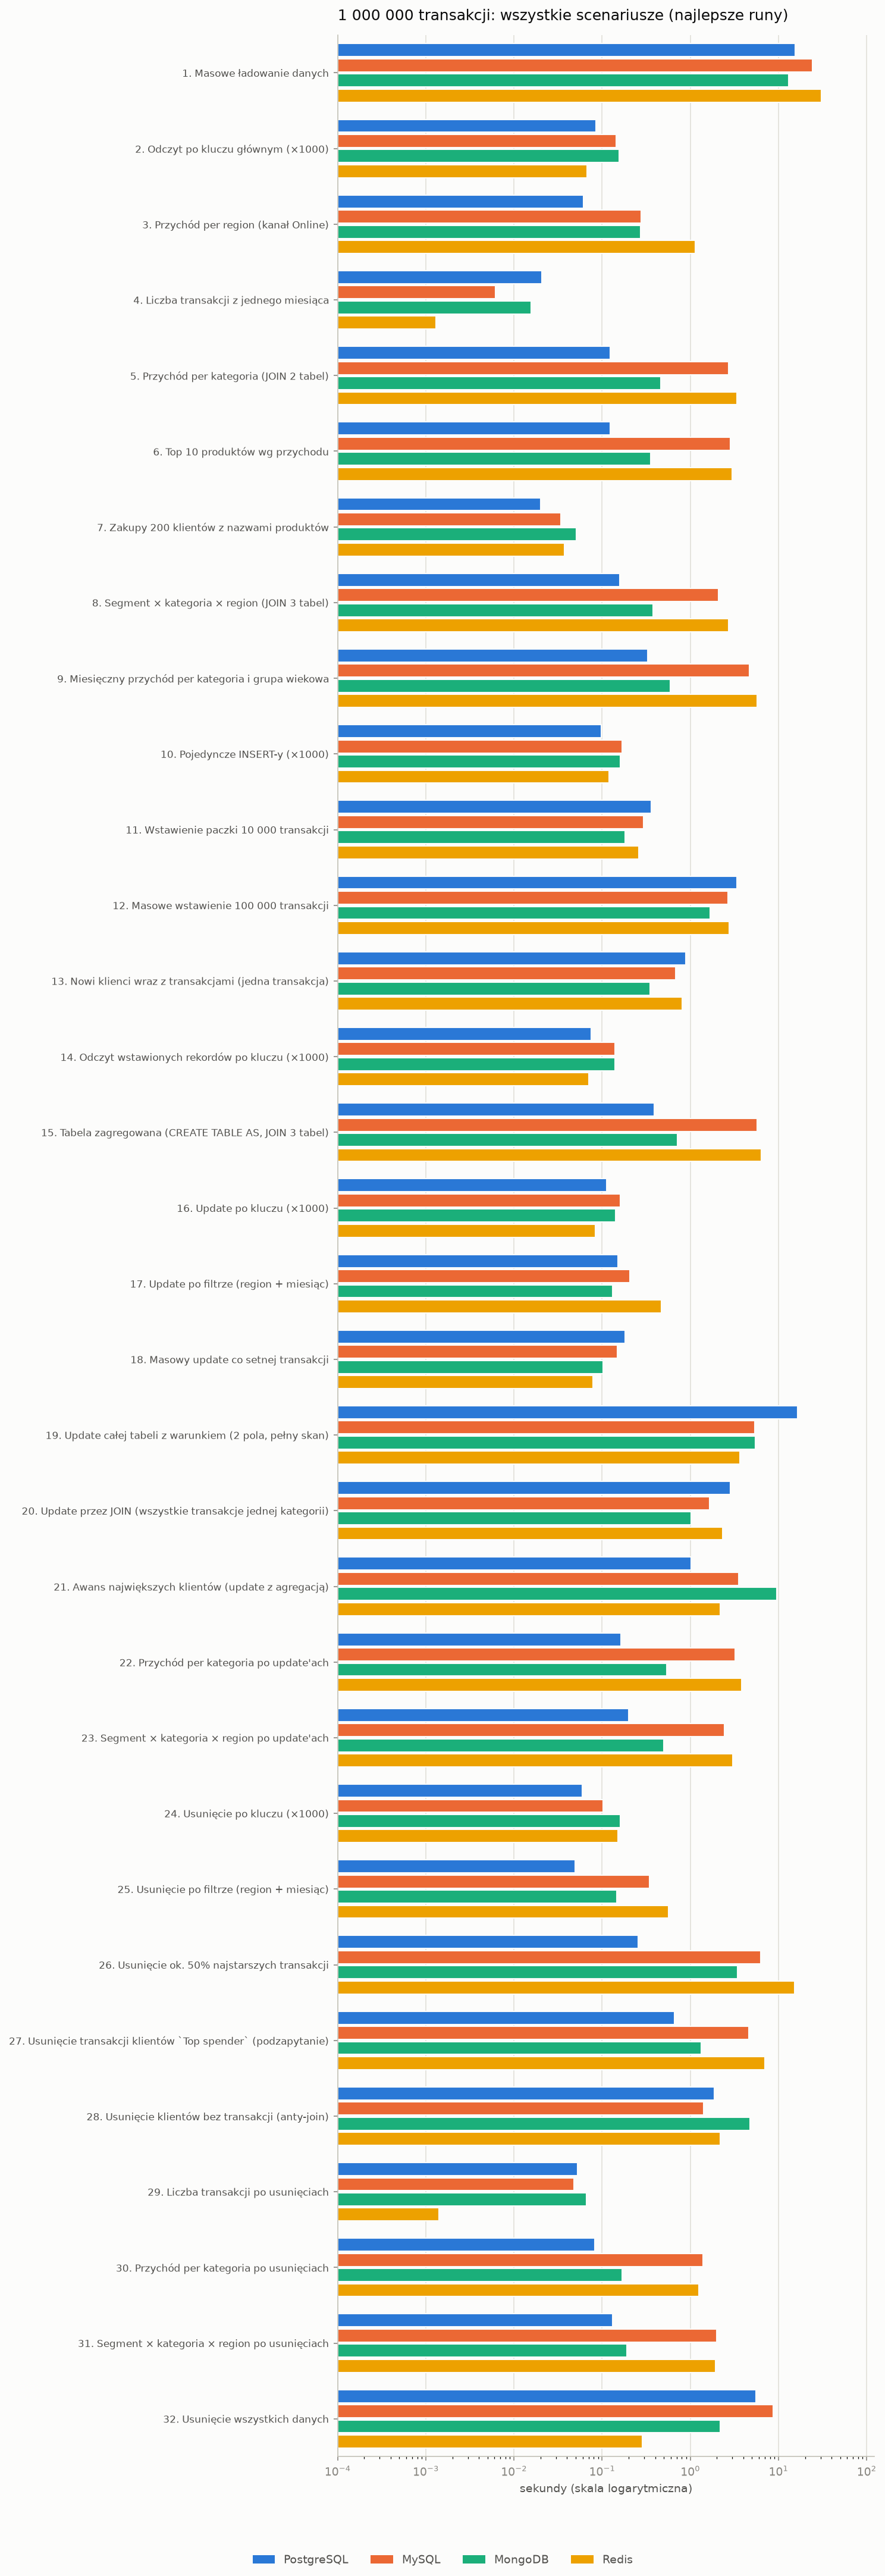 1 000 000 transakcji: wszystkie scenariusze (najlepsze runy)
1. Masowe ładowanie danych
2. Odczyt po kluczu głównym (×1000)
3. Przychód per region (kanał Online)
4. Liczba transakcji z jednego miesiąca
5. Przychód per kategoria (JOIN 2 tabel)
6. Top 10 produktów wg przychodu
7. Zakupy 200 klientów z nazwami produktów
8. Segment × kategoria × region (JOIN 3 tabel)
9. Miesięczny przychód per kategoria i grupa wiekowa
10. Pojedyncze INSERT-y (×1000)
11. Wstawienie paczki 10 000 transakcji
12. Masowe wstawienie 100 000 transakcji
13. Nowi klienci wraz z transakcjami (jedna transakcja)
14. Odczyt wstawionych rekordów po kluczu (×1000)
15. Tabela zagregowana (CREATE TABLE AS, JOIN 3 tabel)
16. Update po kluczu (×1000)
17. Update po filtrze (region + miesiąc)
18. Masowy update co setnej transakcji
19. Update całej tabeli z warunkiem (2 pola, pełny skan)
20. Update przez JOIN (wszystkie transakcje jednej kategorii)
21. Awans największych klientów (update z agregacją)
22. Przychód per kategoria po update'ach
23. Segment × kategoria × region po update'ach
24. Usunięcie po kluczu (×1000)
25. Usunięcie po filtrze (region + miesiąc)
26. Usunięcie ok. 50% najstarszych transakcji
27. Usunięcie transakcji klientów `Top spender` (podzapytanie)
28. Usunięcie klientów bez transakcji (anty-join)
29. Liczba transakcji po usunięciach
30. Przychód per kategoria po usunięciach
31. Segment × kategoria × region po usunięciach
32. Usunięcie wszystkich danych
10⁻⁴ 10⁻³ 10⁻² 10⁻¹ 10⁰ 10¹ 10²
sekundy (skala logarytmiczna)
PostgreSQL MySQL MongoDB Redis